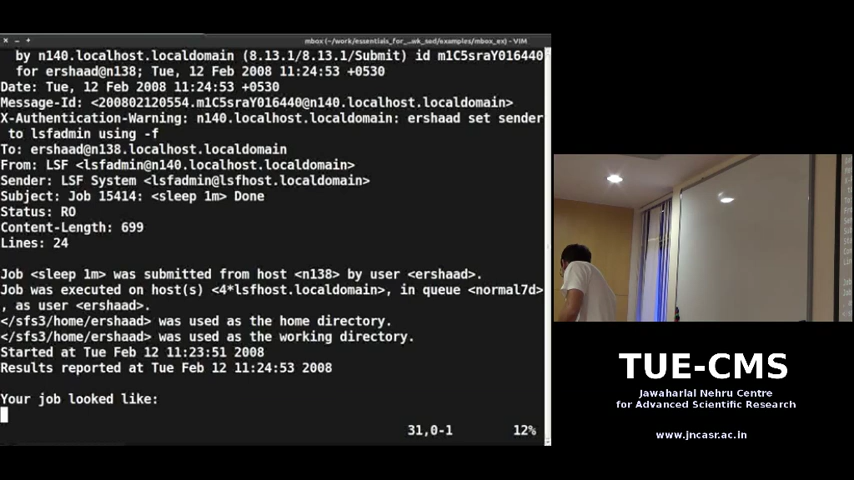 mbox (~/work/essentials_for_...wk_sed/examples/mbox_ex) - VIM
by n140.localhost.localdomain (8.13.1/8.13.1/Submit) id m1C5sraY016440
for ershaad@n138; Tue, 12 Feb 2008 11:24:53 +0530
Date: Tue, 12 Feb 2008 11:24:53 +0530
Message-Id: <200802120554.m1C5sraY016440@n140.localhost.localdomain>
X-Authentication-Warning: n140.localhost.localdomain: ershaad set sender
to lsfadmin using -f
To: ershaad@n138.localhost.localdomain
From: LSF <lsfadmin@n140.localhost.localdomain>
Sender: LSF System <lsfadmin@lsfhost.localdomain>
Subject: Job 15414: <sleep 1m> Done
Status: RO
Content-Length: 699
Lines: 24
Job <sleep 1m> was submitted from host <n138> by user <ershaad>.
Job was executed on host(s) <4*lsfhost.localdomain>, in queue <normal7d>
, as user <ershaad>.
</sfs3/home/ershaad> was used as the home directory.
</sfs3/home/ershaad> was used as the working directory.
Started at Tue Feb 12 11:23:51 2008
Results reported at Tue Feb 12 11:24:53 2008
Your job looked like:
31,0-1 12%
TUE-CMS
Jawaharlal Nehru Centre
for Advanced Scientific Research
www.jncasr.ac.in